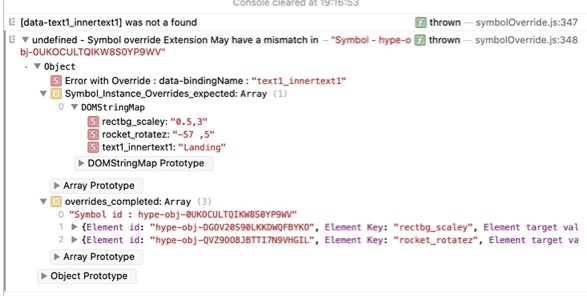 Console cleared at 19:16:53
[data-text1_innertext1] was not a found
thrown — symbolOverride.js:347
undefined - Symbol override Extension May have a mismatch in – "Symbol - hype-o
thrown — symbolOverride.js:348
bj-0UKOCULTQIKW8S0YP9WV"
Object
S Error with Override : data-bindingName : "text1_innertext1"
Symbol_Instance_Overrides_expected: Array (1)
0 DOMStringMap
S rectbg_scaley: "0.5,3"
S rocket_rotatez: "-57 ,5"
S text1_innertext1: "Landing"
DOMStringMap Prototype
Array Prototype
overrides_completed: Array (3)
0 "Symbol id : hype-obj-0UKOCULTQIKW8S0YP9WV"
1 {Element id: "hype-obj-DGOV20S90LKKDWQFBYKO", Element Key: "rectbg_scaley", Element target val
2 {Element id: "hype-obj-QVZ9OO8JBTTI7N9VHGIL", Element Key: "rocket_rotatez", Element target va
Array Prototype
Object Prototype